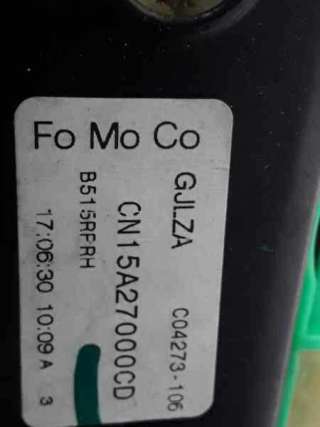 Fo Mo Co
GJLZA C04273-106
CN15A27000CD
B515RFRH
17:06:30 10:09 A 3